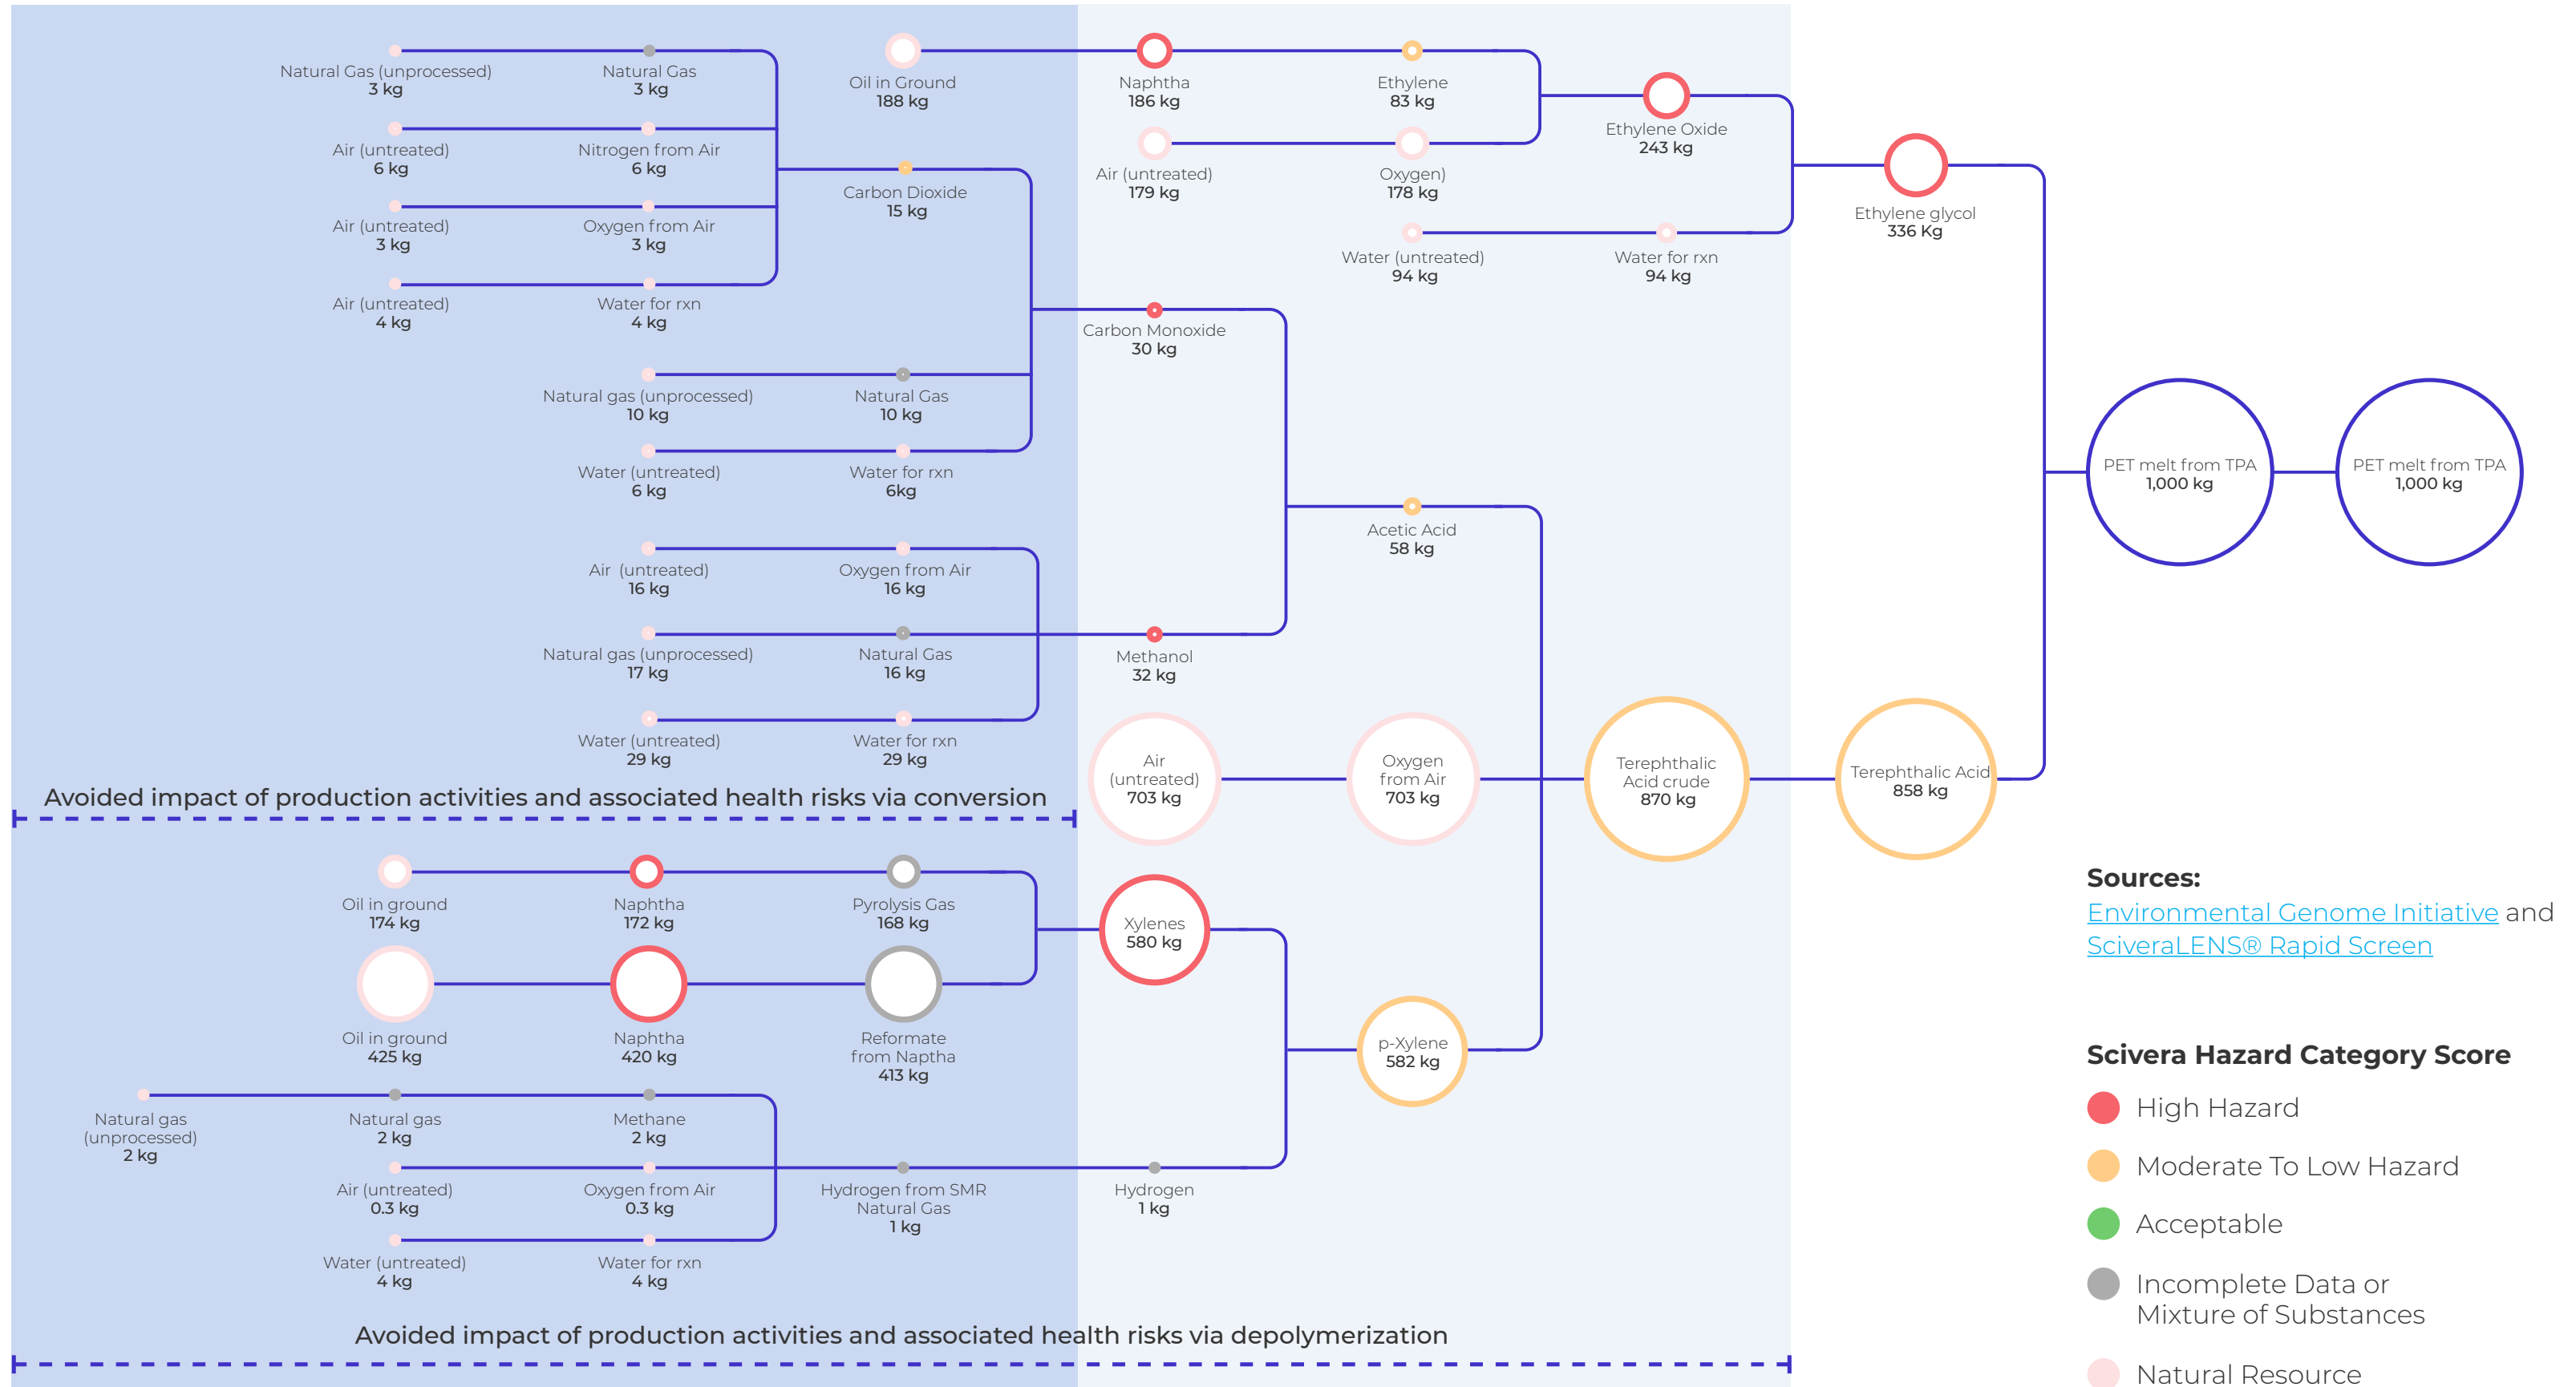 Natural Gas (unprocessed)
3 kg
Natural Gas
3 kg
Oil in Ground
188 kg
Naphtha
186 kg
Ethylene
83 kg
Ethylene Oxide
243 kg
Air (untreated)
6 kg
Nitrogen from Air
6 kg
Carbon Dioxide
15 kg
Air (untreated)
179 kg
Oxygen)
178 kg
Ethylene glycol
336 Kg
Air (untreated)
3 kg
Oxygen from Air
3 kg
Water (untreated)
94 kg
Water for rxn
94 kg
Air (untreated)
4 kg
Water for rxn
4 kg
Carbon Monoxide
30 kg
Natural gas (unprocessed)
10 kg
Natural Gas
10 kg
Water (untreated)
6 kg
Water for rxn
6kg
PET melt from TPA
1,000 kg
PET melt from TPA
1,000 kg
Acetic Acid
58 kg
Air (untreated)
16 kg
Oxygen from Air
16 kg
Natural gas (unprocessed)
17 kg
Natural Gas
16 kg
Methanol
32 kg
Water (untreated)
29 kg
Water for rxn
29 kg
Air
(untreated)
703 kg
Oxygen
from Air
703 kg
Terephthalic
Acid crude
870 kg
Terephthalic Acid
858 kg
Avoided impact of production activities and associated health risks via conversion
Oil in ground
174 kg
Naphtha
172 kg
Pyrolysis Gas
168 kg
Xylenes
580 kg
Oil in ground
425 kg
Naphtha
420 kg
Reformate
from Naptha
413 kg
p-Xylene
582 kg
Natural gas
(unprocessed)
2 kg
Natural gas
2 kg
Methane
2 kg
Air (untreated)
0.3 kg
Oxygen from Air
0.3 kg
Hydrogen from SMR
Natural Gas
1 kg
Hydrogen
1 kg
Water (untreated)
4 kg
Water for rxn
4 kg
Avoided impact of production activities and associated health risks via depolymerization
Sources:
Environmental Genome Initiative and
SciveraLENS® Rapid Screen
Scivera Hazard Category Score
High Hazard
Moderate To Low Hazard
Acceptable
Incomplete Data or
Mixture of Substances
Natural Resource